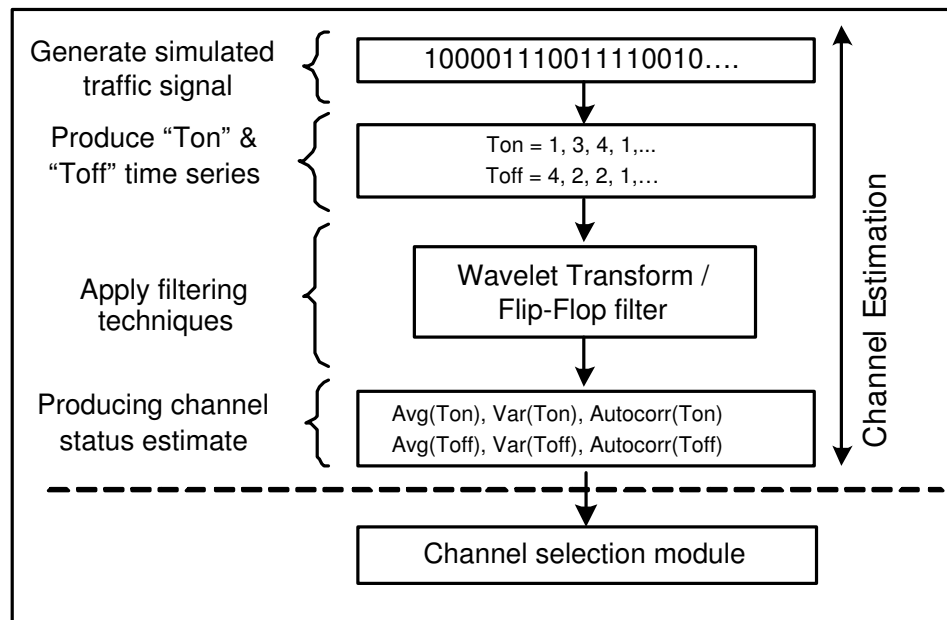 Generate simulated
traffic signal
100001110011110010....
Produce “Ton” &
“Toff” time series
Ton = 1, 3, 4, 1,...
Toff = 4, 2, 2, 1,…
Apply filtering
techniques
Wavelet Transform /
Flip-Flop filter
Producing channel
status estimate
Avg(Ton), Var(Ton), Autocorr(Ton)
Avg(Toff), Var(Toff), Autocorr(Toff)
Channel Estimation
Channel selection module